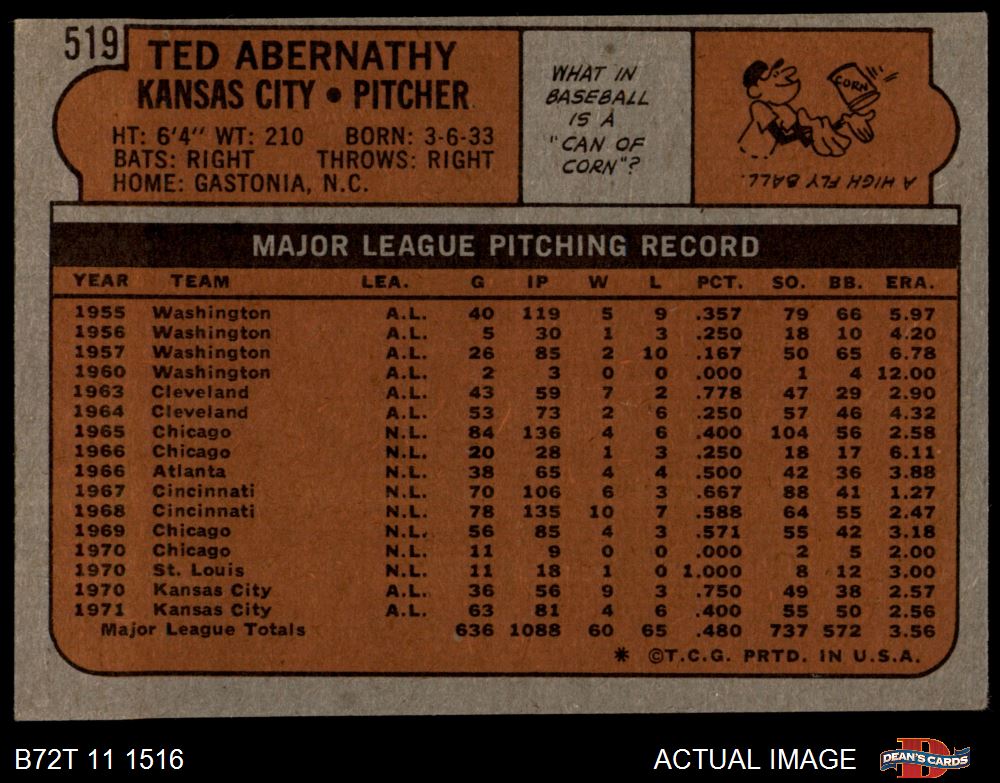 519
TED ABERNATHY
KANSAS CITY • PITCHER
HT: 6'4" WT: 210 BORN: 3-6-33
BATS: RIGHT THROWS: RIGHT
HOME: GASTONIA, N.C.
WHAT IN
BASEBALL
IS A
"CAN OF
CORN"?
CORN
A HIGH FLY BALL.
MAJOR LEAGUE PITCHING RECORD
YEAR TEAM LEA. G IP W L PCT. SO. BB. ERA.
1955 Washington A.L. 40 119 5 9 .357 79 66 5.97
1956 Washington A.L. 5 30 1 3 .250 18 10 4.20
1957 Washington A.L. 26 85 2 10 .167 50 65 6.78
1960 Washington A.L. 2 3 0 0 .000 1 4 12.00
1963 Cleveland A.L. 43 59 7 2 .778 47 29 2.90
1964 Cleveland A.L. 53 73 2 6 .250 57 46 4.32
1965 Chicago N.L. 84 136 4 6 .400 104 56 2.58
1966 Chicago N.L. 20 28 1 3 .250 18 17 6.11
1966 Atlanta N.L. 38 65 4 4 .500 42 36 3.88
1967 Cincinnati N.L. 70 106 6 3 .667 88 41 1.27
1968 Cincinnati N.L. 78 135 10 7 .588 64 55 2.47
1969 Chicago N.L. 56 85 4 3 .571 55 42 3.18
1970 Chicago N.L. 11 9 0 0 .000 2 5 2.00
1970 St. Louis N.L. 11 18 1 0 1.000 8 12 3.00
1970 Kansas City A.L. 36 56 9 3 .750 49 38 2.57
1971 Kansas City A.L. 63 81 4 6 .400 55 50 2.56
Major League Totals 636 1088 60 65 .480 737 572 3.56
* ©T.C.G. PRTD. IN U.S.A.
B72T 11 1516 ACTUAL IMAGE DEAN'S CARDS